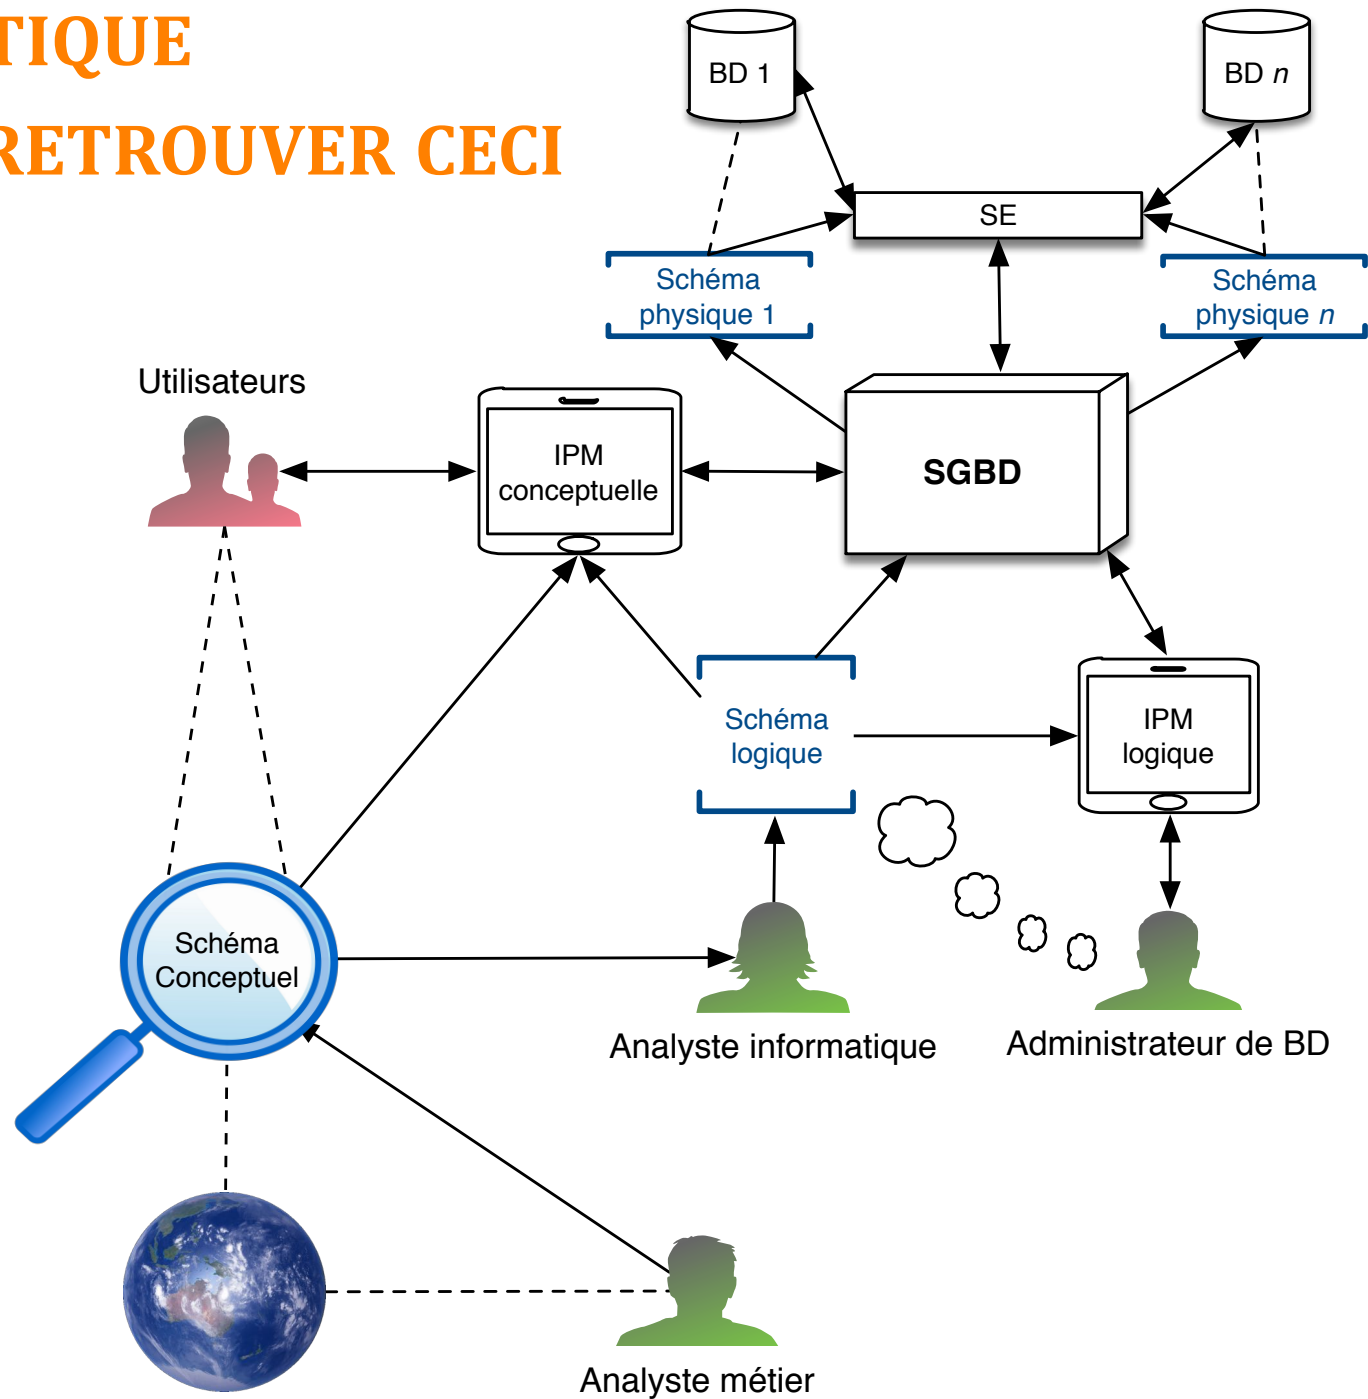 TIQUE
RETROUVER CECI
BD 1
BD n
SE
Schéma
physique 1
Schéma
physique n
Utilisateurs
IPM
conceptuelle
SGBD
Schéma
logique
IPM
logique
Schéma
Conceptuel
Analyste informatique
Administrateur de BD
Analyste métier